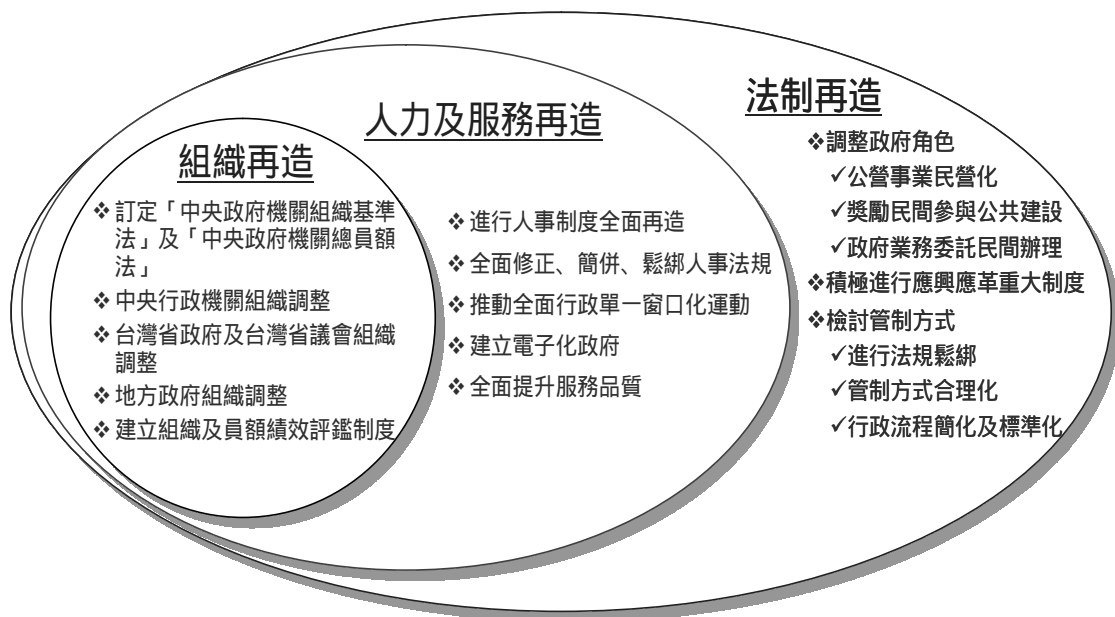 組織再造
❖訂定「中央政府機關組織基準
法」及「中央政府機關總員額
法」
❖中央行政機關組織調整
❖台灣省政府及台灣省議會組織
調整
❖地方政府組織調整
❖建立組織及員額績效評鑑制度
人力及服務再造
❖進行人事制度全面再造
❖全面修正、簡併、鬆綁人事法規
❖推動全面行政單一窗口化運動
❖建立電子化政府
❖全面提升服務品質
法制再造
❖調整政府角色
✓公營事業民營化
✓獎勵民間參與公共建設
✓政府業務委託民間辦理
❖積極進行應興應革重大制度
❖檢討管制方式
✓進行法規鬆綁
✓管制方式合理化
✓行政流程簡化及標準化